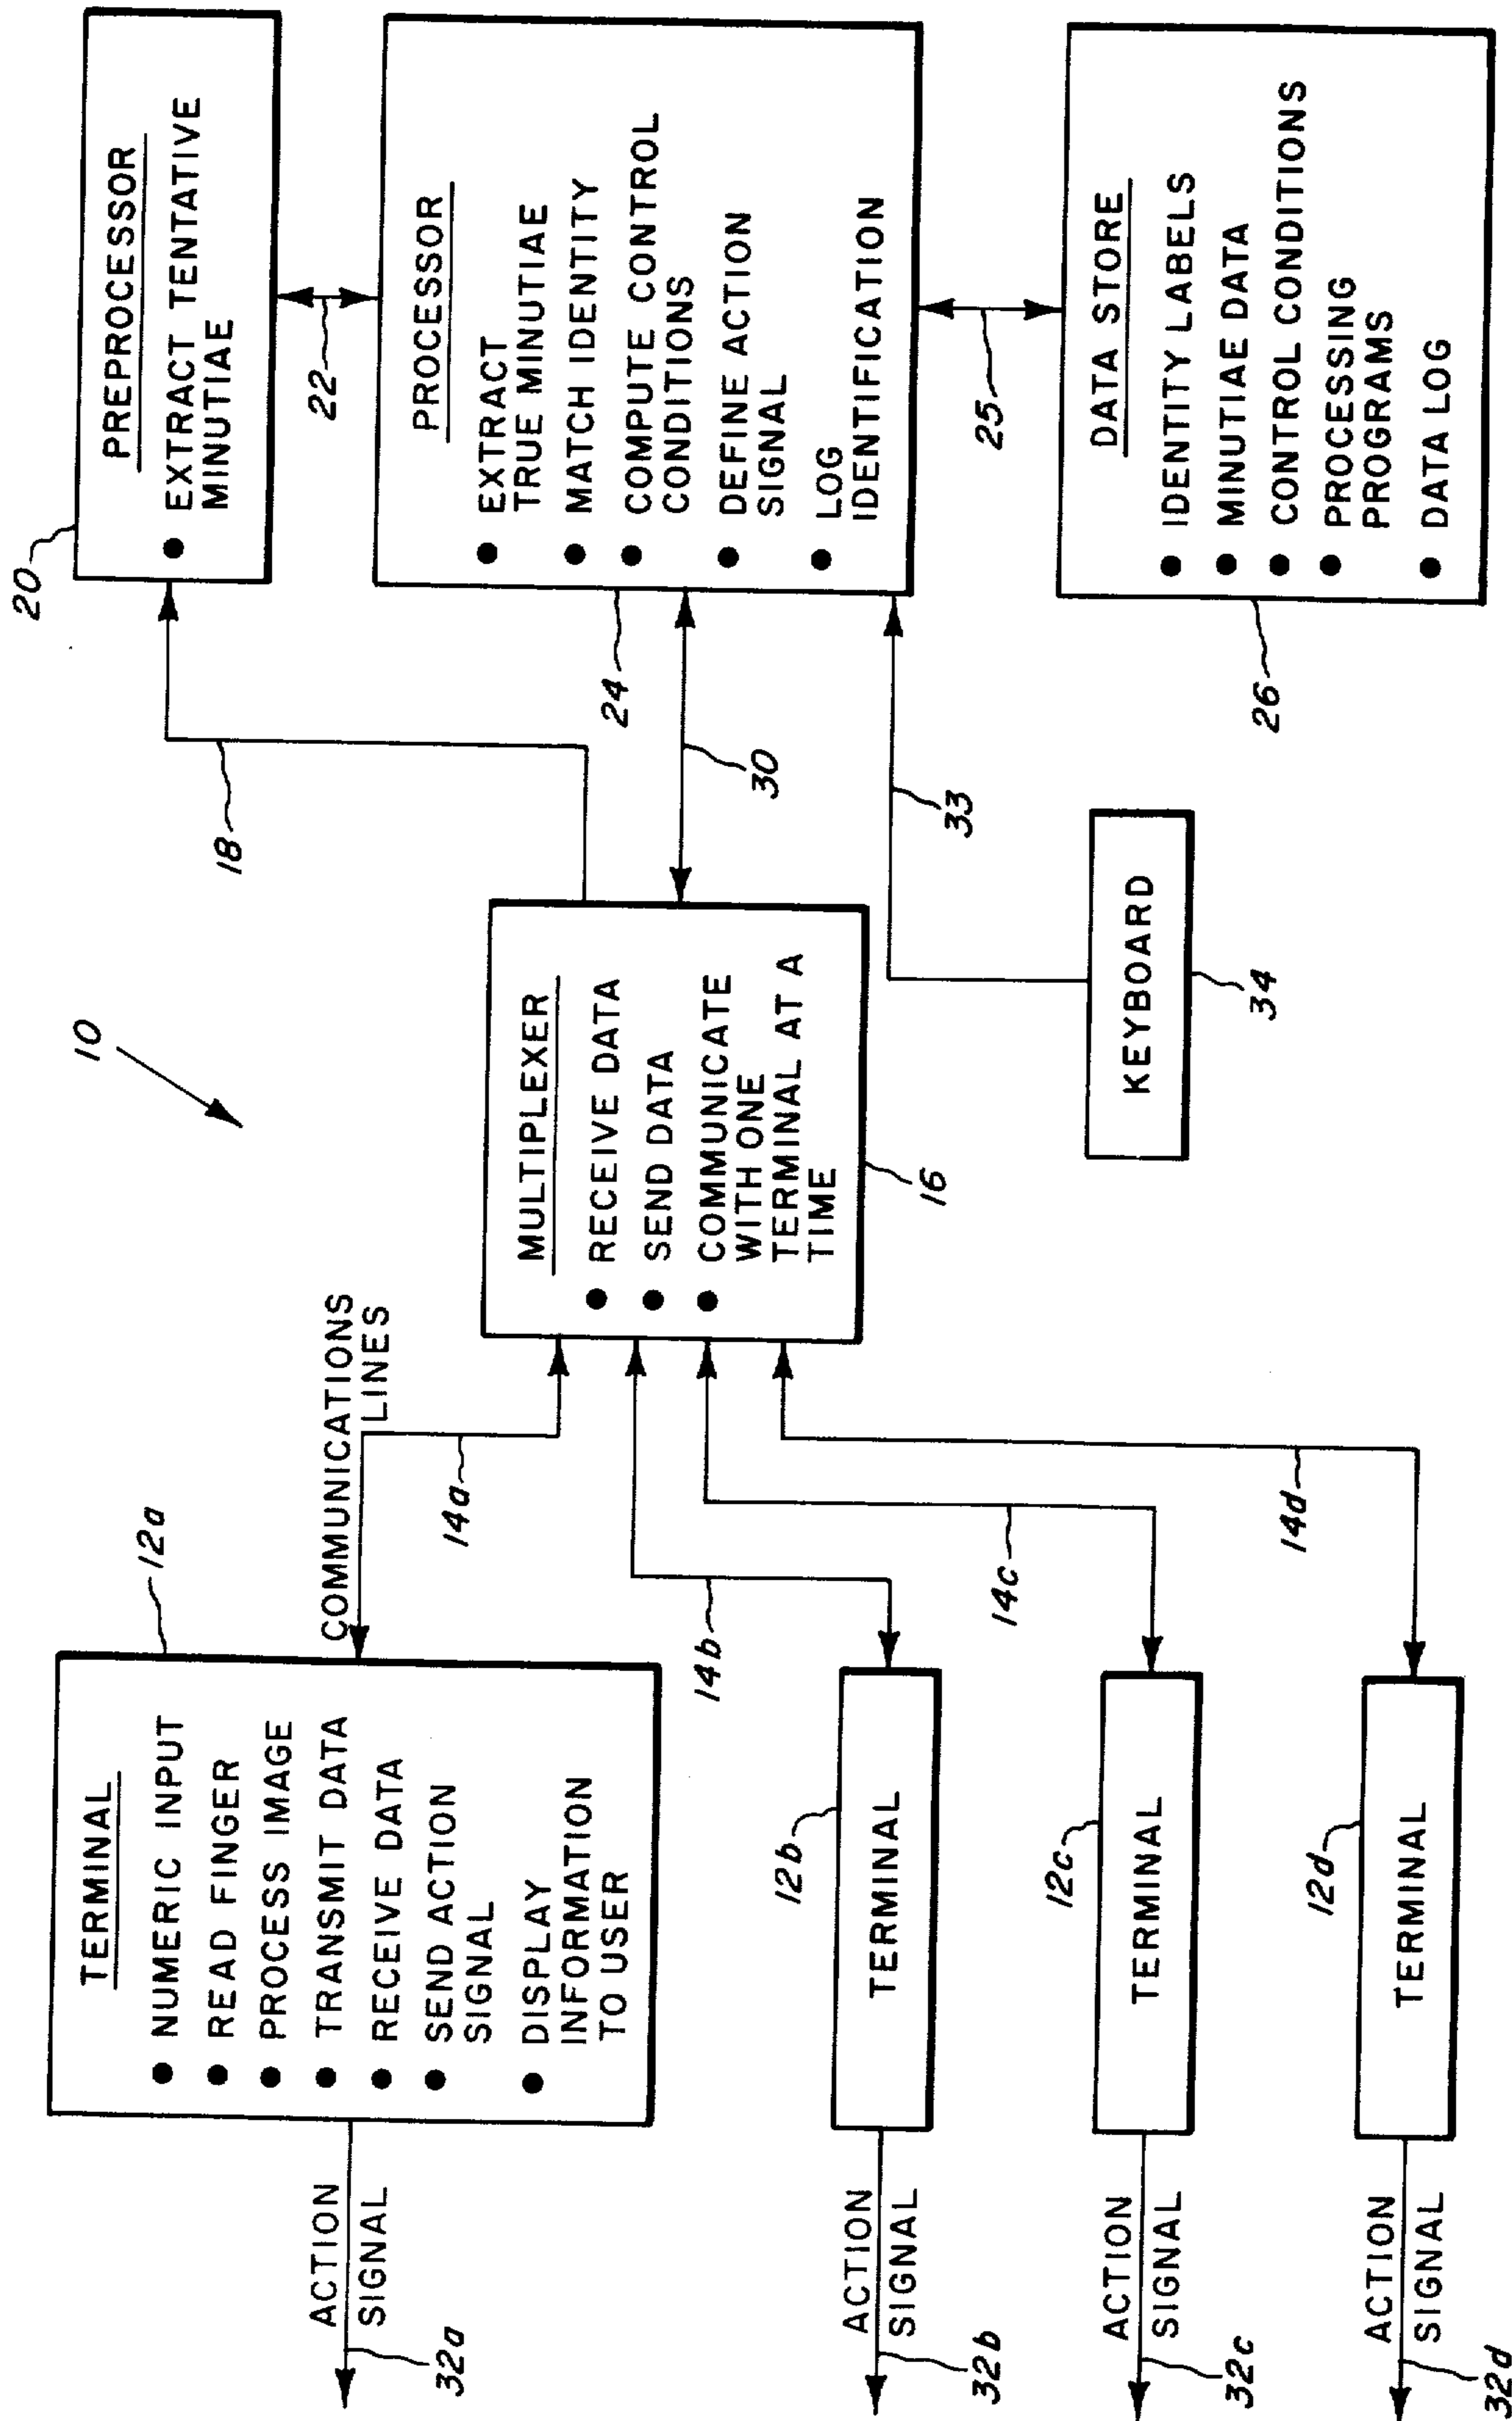 10
TERMINAL
● NUMERIC INPUT
● READ FINGER
● PROCESS IMAGE
● TRANSMIT DATA
● RECEIVE DATA
● SEND ACTION
SIGNAL
● DISPLAY
INFORMATION
TO USER
12a
ACTION
SIGNAL
32a
COMMUNICATIONS
LINES
14a
TERMINAL
12b
ACTION
SIGNAL
32b
14b
TERMINAL
12c
ACTION
SIGNAL
32c
14c
TERMINAL
12d
ACTION
SIGNAL
32d
14d
MULTIPLEXER
● RECEIVE DATA
● SEND DATA
● COMMUNICATE
WITH ONE
TERMINAL AT A
TIME
16
18
30
33
KEYBOARD
34
20
PREPROCESSOR
● EXTRACT TENTATIVE
MINUTIAE
22
PROCESSOR
● EXTRACT
TRUE MINUTIAE
● MATCH IDENTITY
● COMPUTE CONTROL
CONDITIONS
● DEFINE ACTION
SIGNAL
● LOG
IDENTIFICATION
24
25
DATA STORE
● IDENTITY LABELS
● MINUTIAE DATA
● CONTROL CONDITIONS
● PROCESSING
PROGRAMS
● DATA LOG
26